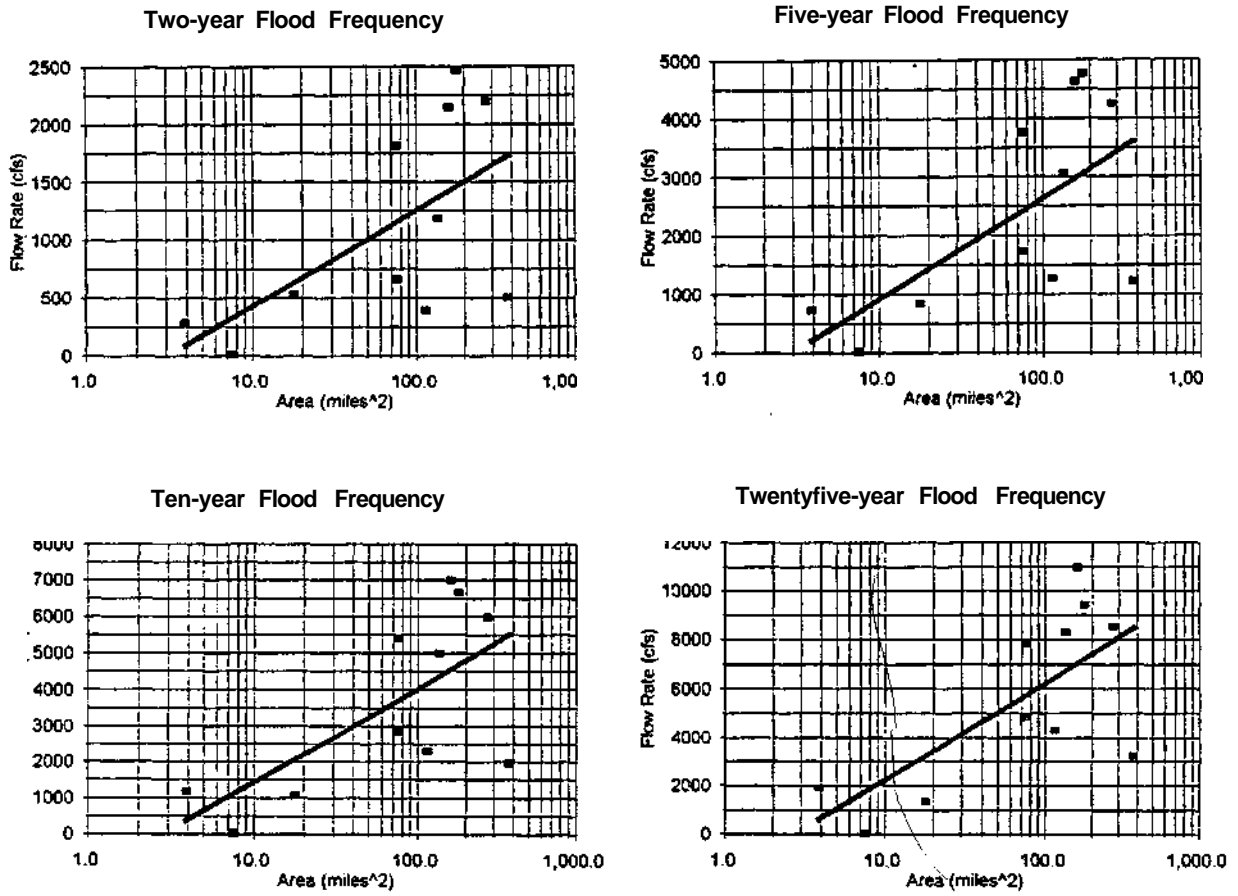 Two-year Flood Frequency
2500
2000
1500
1000
500
0
Flow Rate (cfs)
1.0 10.0 100.0 1,00
Area (miles^2)
Five-year Flood Frequency
5000
4000
3000
2000
1000
0
Flow Rate (cfs)
1.0 10.0 100.0 1,00
Area (miles^2)
Ten-year Flood Frequency
8000
7000
6000
5000
4000
3000
2000
1000
0
1.0 10.0 100.0 1,000.0
Area (miles^2)
Twentyfive-year Flood Frequency
12000
10000
8000
6000
4000
2000
0
Flow Rate (cfs)
1.0 10.0 100.0 1,000.0
Area (miles^2)